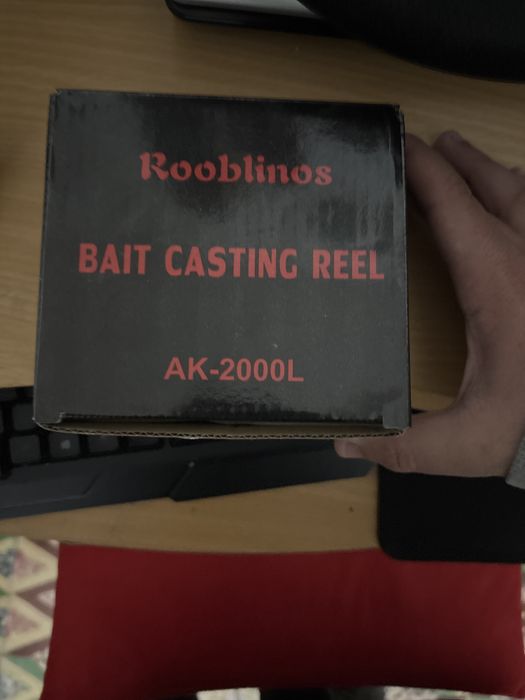 Rooblinos
BAIT CASTING REEL
AK-2000L